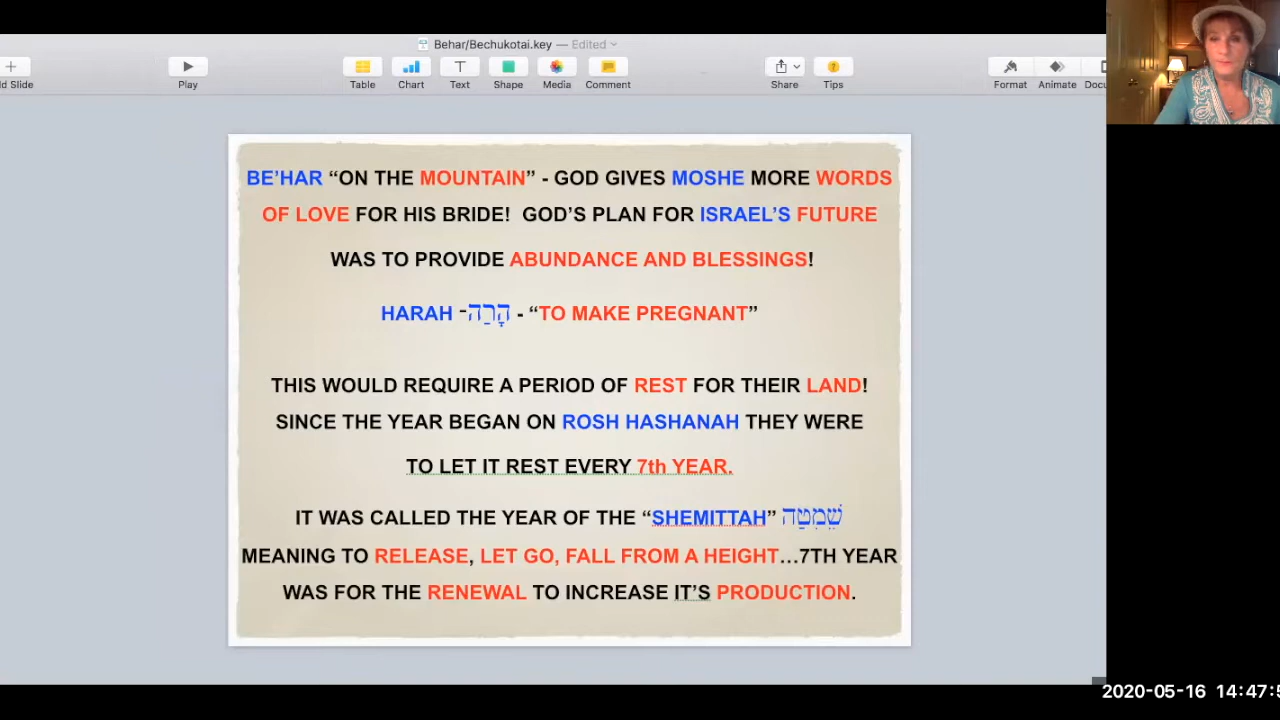 Behar/Bechukotai.key — Edited
d Slide
Play
Table
Chart
Text
Shape
Media
Comment
Share
Tips
Format
Animate
Docu
BE’HAR “ON THE MOUNTAIN” - GOD GIVES MOSHE MORE WORDS
OF LOVE FOR HIS BRIDE!  GOD’S PLAN FOR ISRAEL’S FUTURE
WAS TO PROVIDE ABUNDANCE AND BLESSINGS!
HARAH -הָרַה - “TO MAKE PREGNANT”
THIS WOULD REQUIRE A PERIOD OF REST FOR THEIR LAND!
SINCE THE YEAR BEGAN ON ROSH HASHANAH THEY WERE
TO LET IT REST EVERY 7th YEAR.
IT WAS CALLED THE YEAR OF THE “SHEMITTAH” שְׁמִטַּה
MEANING TO RELEASE, LET GO, FALL FROM A HEIGHT…7TH YEAR
WAS FOR THE RENEWAL TO INCREASE IT’S PRODUCTION.
2020-05-16 14:47:5